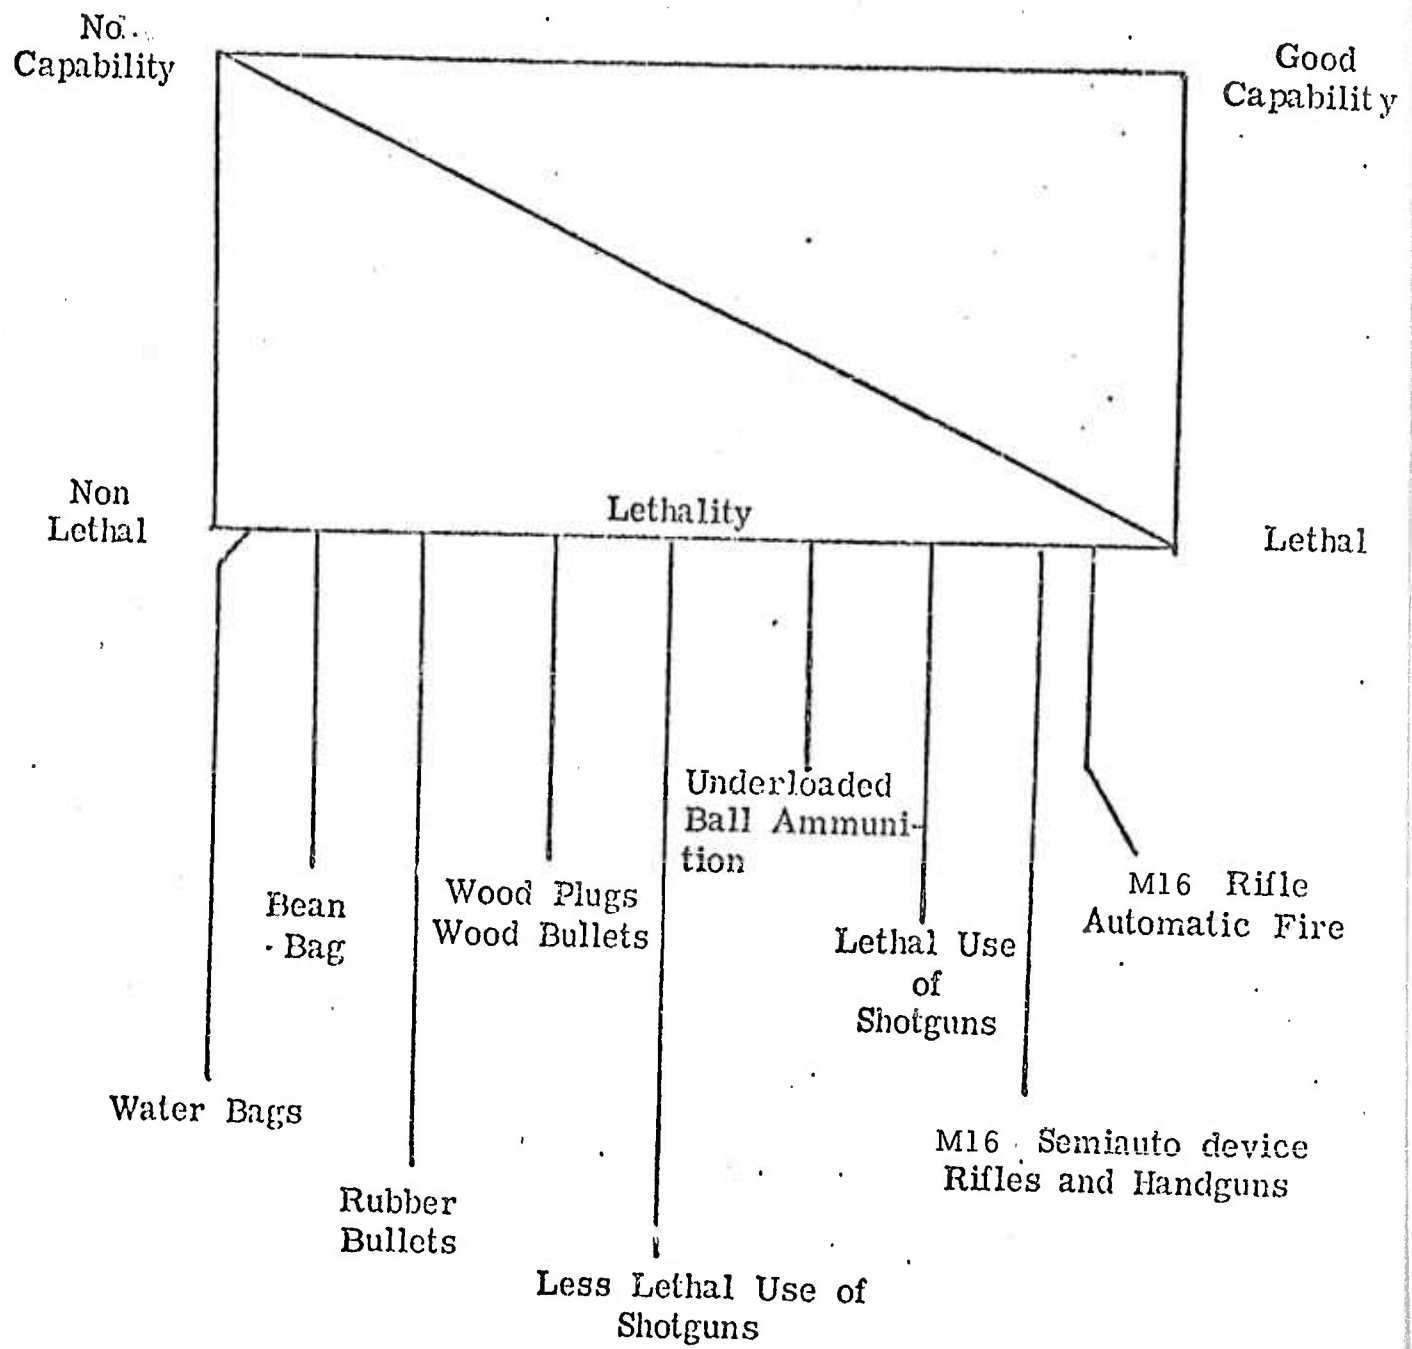 No.
Capability
Good
Capability
Non
Lethal
Lethality
Lethal
Underloaded
Ball Ammuni-
tion
Bean
Bag
Wood Plugs
Wood Bullets
Lethal Use
of
Shotguns
M16 Rifle
Automatic Fire
Water Bags
M16 Semiauto device
Rifles and Handguns
Rubber
Bullets
Less Lethal Use of
Shotguns